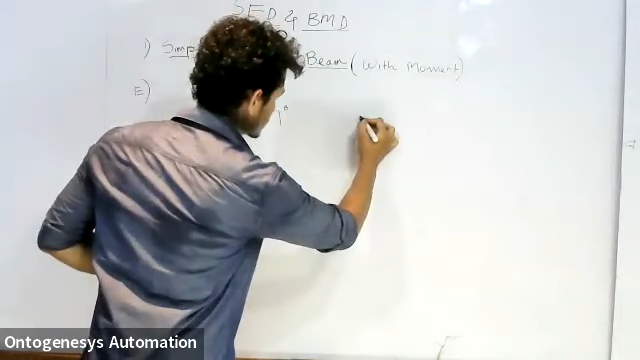 SFD & BMD
1) Simp Beam (With Moment)
E)
Ontogenesys Automation